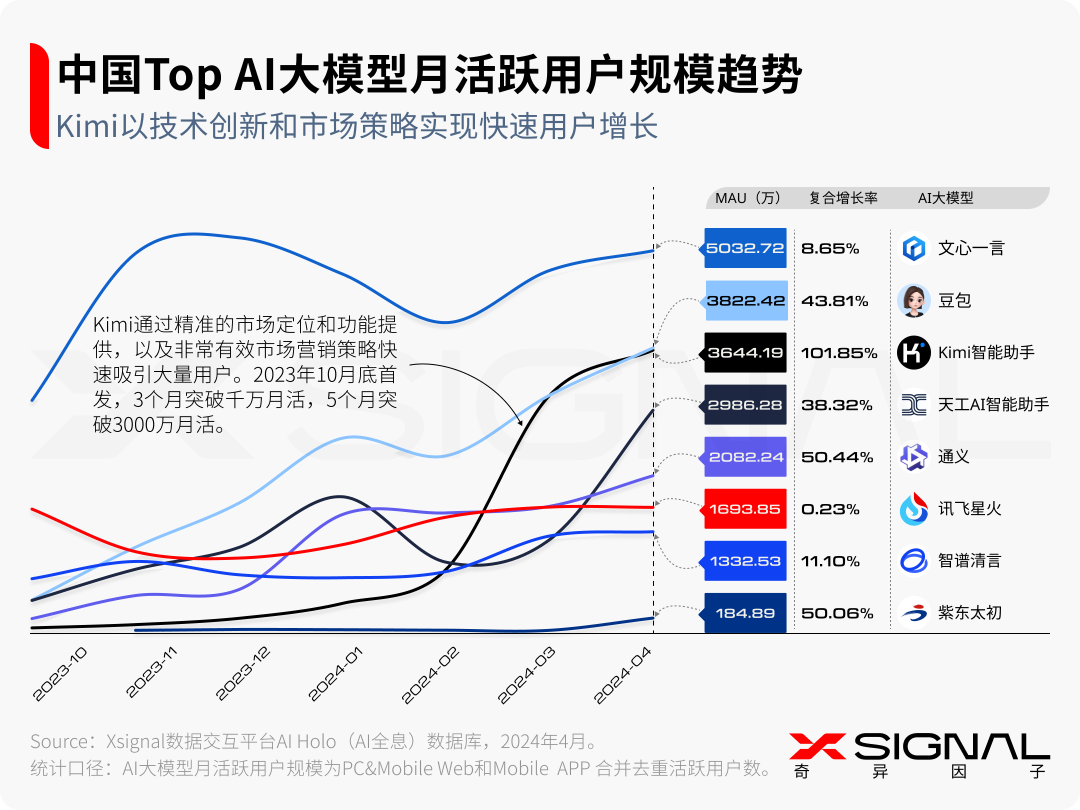 中国Top AI大模型月活跃用户规模趋势
Kimi以技术创新和市场策略实现快速用户增长
MAU（万） 复合增长率 AI大模型
5032.72 8.65% 文心一言
3822.42 43.81% 豆包
3644.19 101.85% Kimi智能助手
2986.28 38.32% 天工AI智能助手
2082.24 50.44% 通义
1693.85 0.23% 讯飞星火
1332.53 11.10% 智谱清言
184.89 50.06% 紫东太初
Kimi通过精准的市场定位和功能提
供，以及非常有效市场营销策略快
速吸引大量用户。2023年10月底首
发，3个月突破千万月活，5个月突
破3000万月活。
2023-10 2023-11 2023-12 2024-01 2024-02 2024-03 2024-04
Source：Xsignal数据交互平台AI Holo（AI全息）数据库，2024年4月。
统计口径：AI大模型月活跃用户规模为PC&Mobile Web和Mobile APP 合并去重活跃用户数。
XSIGNAL
奇异因子
XSIGNAL